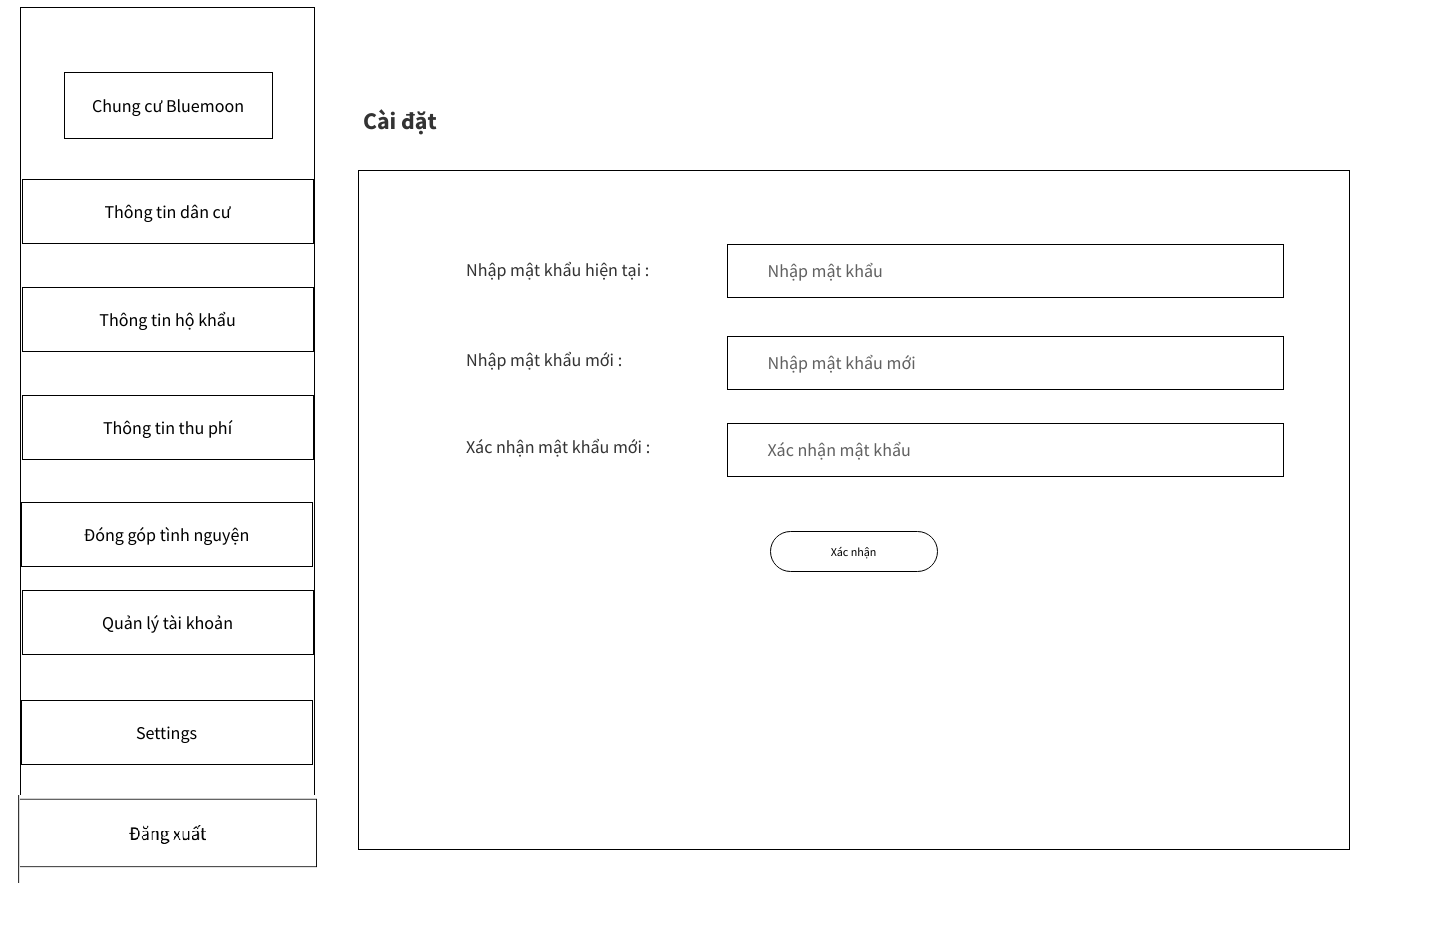 Chung cư Bluemoon
Thông tin dân cư
Thông tin hộ khẩu
Thông tin thu phí
Đóng góp tình nguyện
Quản lý tài khoản
Settings
Đăng xuất
Cài đặt
Nhập mật khẩu hiện tại :
Nhập mật khẩu
Nhập mật khẩu mới :
Nhập mật khẩu mới
Xác nhận mật khẩu mới :
Xác nhận mật khẩu
Xác nhận